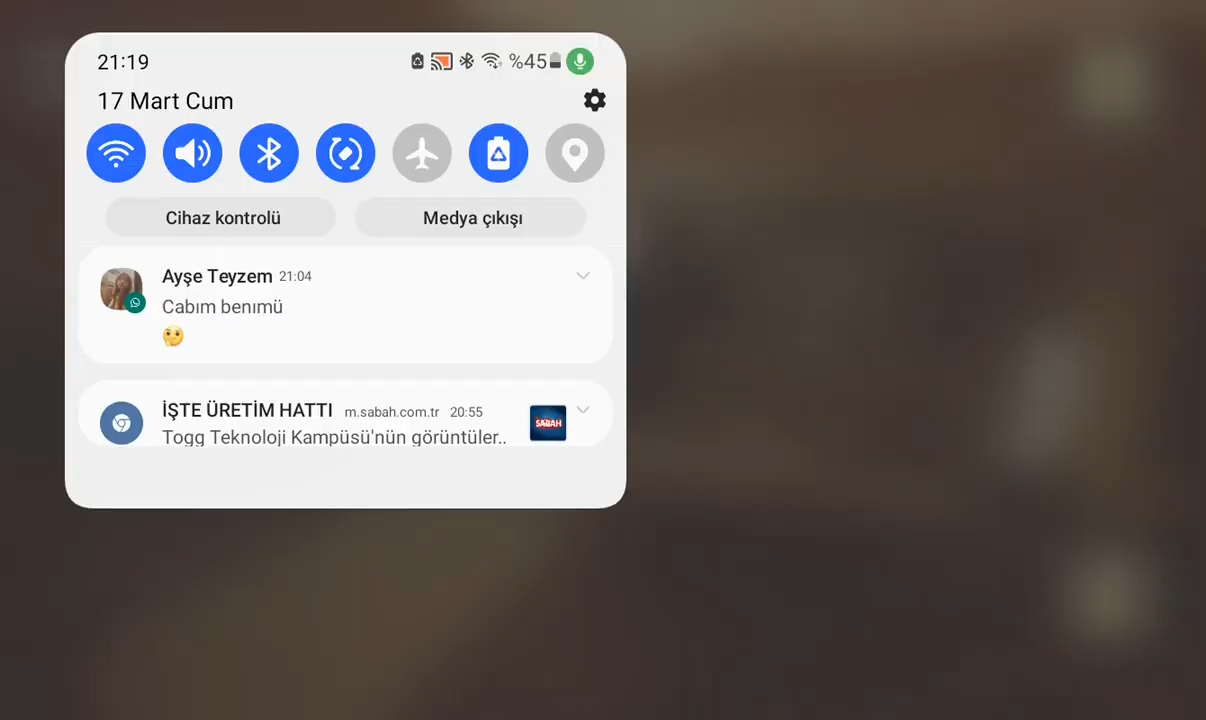 21:19 %45
17 Mart Cum
Cihaz kontrolü Medya çıkışı
Ayşe Teyzem 21:04
Cabım benımü
🤔
İŞTE ÜRETİM HATTI m.sabah.com.tr 20:55
SABAH
Togg Teknoloji Kampüsü'nün görüntüler..